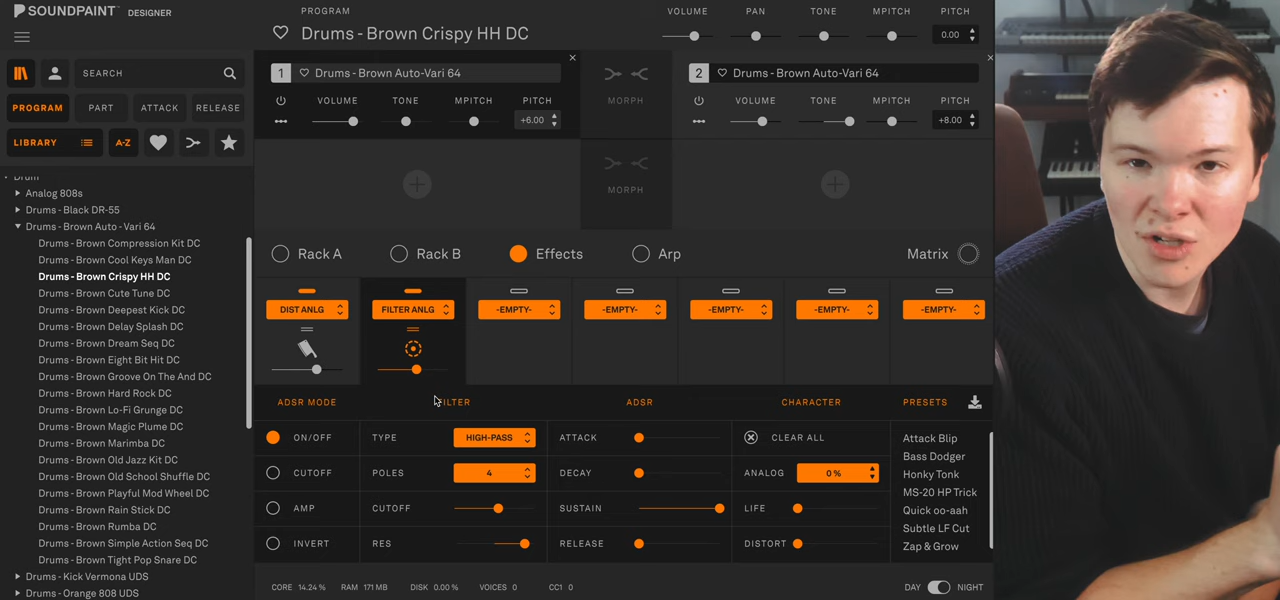 SOUNDPAINT DESIGNER
SEARCH
PROGRAM PART ATTACK RELEASE
LIBRARY A-Z
Drum
Analog 808s
Drums - Black DR-55
Drums - Brown Auto - Vari 64
Drums - Brown Compression Kit DC
Drums - Brown Cool Keys Man DC
Drums - Brown Crispy HH DC
Drums - Brown Cute Tune DC
Drums - Brown Deepest Kick DC
Drums - Brown Delay Splash DC
Drums - Brown Dream Seq DC
Drums - Brown Eight Bit Hit DC
Drums - Brown Groove On The And DC
Drums - Brown Hard Rock DC
Drums - Brown Lo-Fi Grunge DC
Drums - Brown Magic Plume DC
Drums - Brown Marimba DC
Drums - Brown Old Jazz Kit DC
Drums - Brown Old School Shuffle DC
Drums - Brown Playful Mod Wheel DC
Drums - Brown Rain Stick DC
Drums - Brown Rumba DC
Drums - Brown Simple Action Seq DC
Drums - Brown Tight Pop Snare DC
Drums - Kick Vermona UDS
Drums - Orange 808 UDS
PROGRAM
Drums - Brown Crispy HH DC
VOLUME PAN TONE MPITCH PITCH
0.00
1 Drums - Brown Auto-Vari 64
VOLUME TONE MPITCH PITCH
+6.00
MORPH
2 Drums - Brown Auto-Vari 64
VOLUME TONE MPITCH PITCH
+8.00
MORPH
Rack A Rack B Effects Arp Matrix
DIST ANLG FILTER ANLG -EMPTY- -EMPTY- -EMPTY- -EMPTY- -EMPTY-
ADSR MODE
ON/OFF
CUTOFF
AMP
INVERT
FILTER
TYPE HIGH-PASS
POLES 4
CUTOFF
RES
ADSR
ATTACK
DECAY
SUSTAIN
RELEASE
CHARACTER
CLEAR ALL
ANALOG 0 %
LIFE
DISTORT
PRESETS
Attack Blip
Bass Dodger
Honky Tonk
MS-20 HP Trick
Quick oo-aah
Subtle LF Cut
Zap & Grow
CORE 14.24 % RAM 171 MB DISK 0.00 % VOICES 0 CC1 0
DAY NIGHT